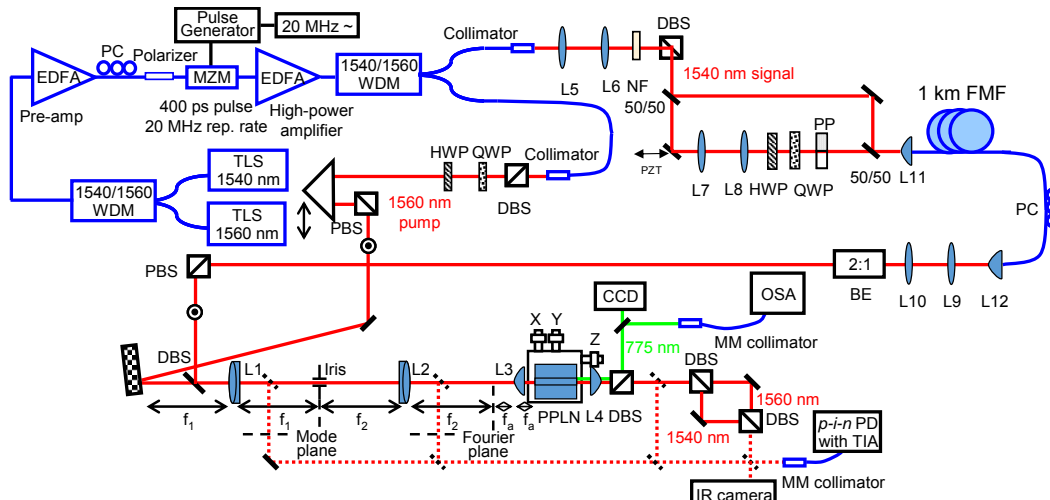 Pulse
Generator
20 MHz ~
PC
Polarizer
EDFA
MZM
EDFA
1540/1560
WDM
Collimator
DBS
L5
L6
NF
1540 nm signal
Pre-amp
400 ps pulse
20 MHz rep. rate
High-power
amplifier
50/50
1 km FMF
PP
PZT
L7
L8
HWP
QWP
50/50
L11
TLS
1540 nm
1540/1560
WDM
TLS
1560 nm
HWP
QWP
Collimator
DBS
1560 nm
pump
PBS
PC
PBS
2:1
BE
L10
L9
L12
CCD
OSA
X
Y
Z
775 nm
MM collimator
DBS
L1
Iris
L2
L3
PPLN
L4
DBS
DBS
1560 nm
DBS
1540 nm
f1
f1
f2
f2
fa
fa
Mode
plane
Fourier
plane
p-i-n PD
with TIA
MM collimator
IR camera